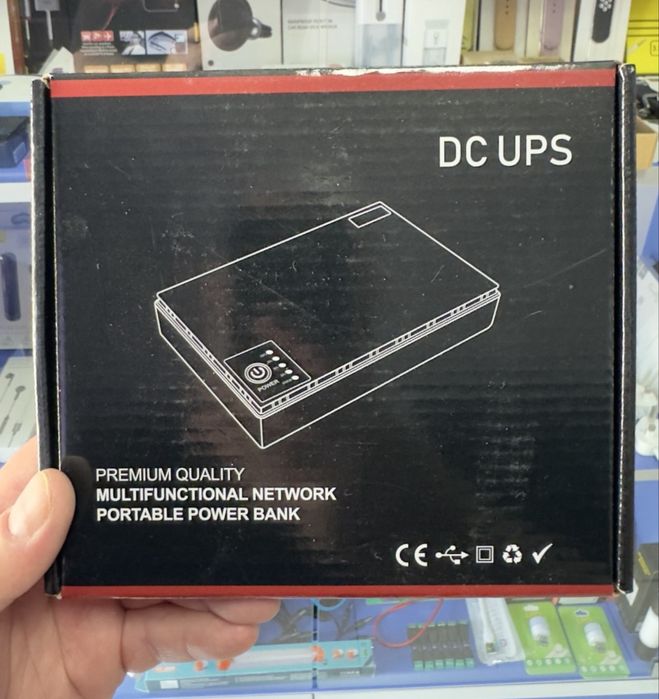 DC UPS
POWER
PREMIUM QUALITY
MULTIFUNCTIONAL NETWORK
PORTABLE POWER BANK
CE